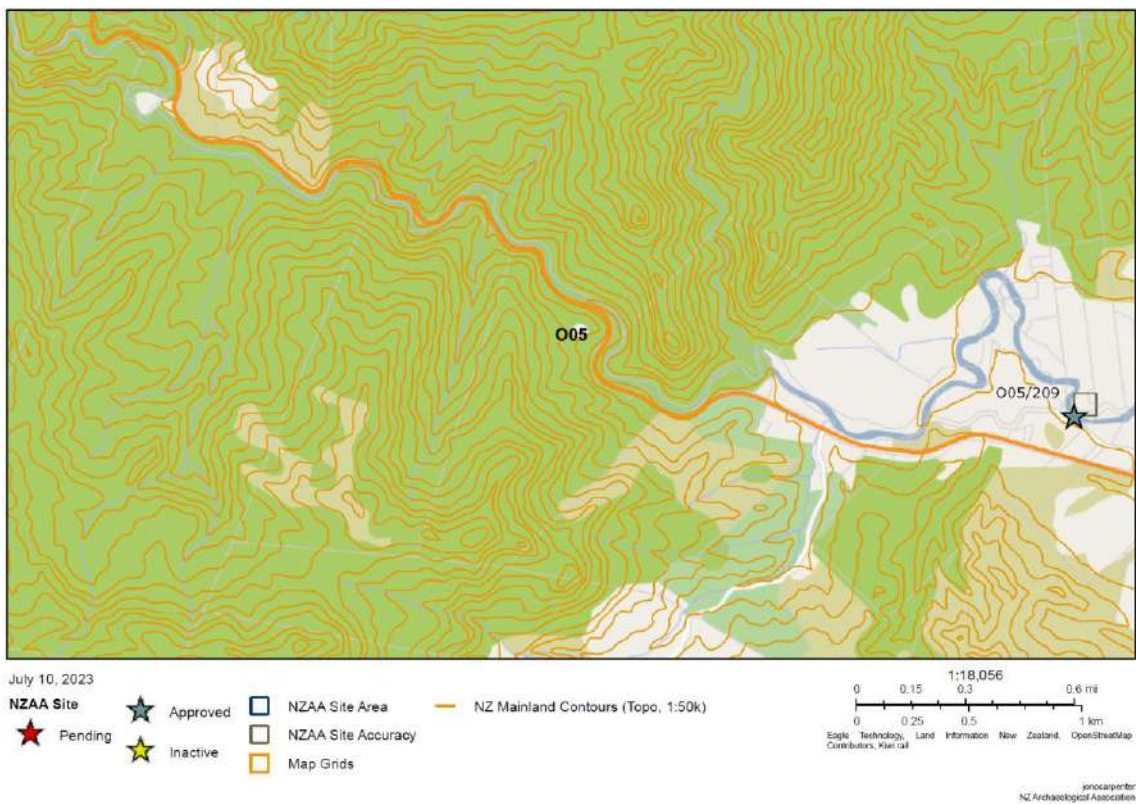 O05
O05/209
July 10, 2023
NZAA Site
Pending
Approved
Inactive
NZAA Site Area
NZAA Site Accuracy
Map Grids
NZ Mainland Contours (Topo, 1:50k)
1:18,056
0 0.15 0.3 0.6 mi
0 0.25 0.5 1 km
Eagle Technology, Land Information New Zealand, OpenStreetMap
Contributors, Kiwi rail
jonocarpenter
NZ Archaeological Association